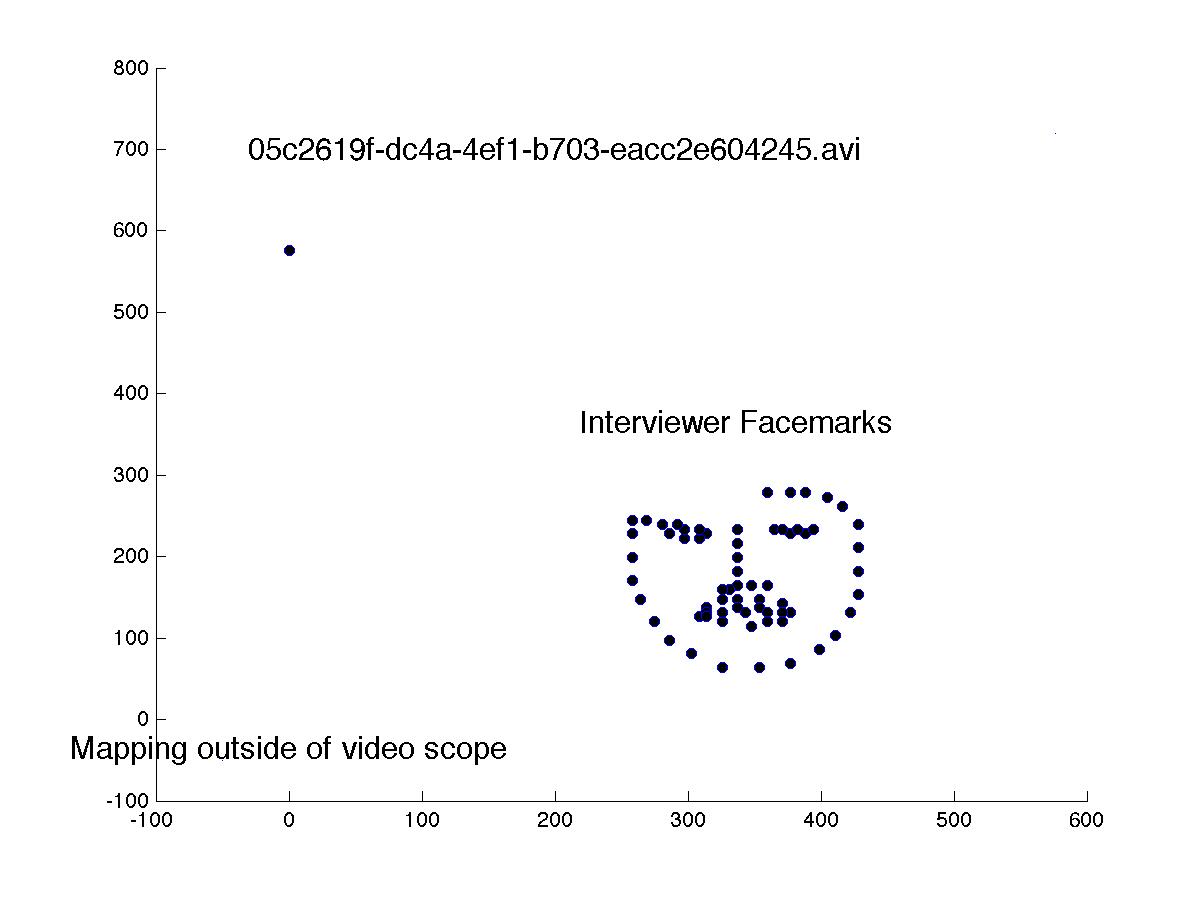 800
700
05c2619f-dc4a-4ef1-b703-eacc2e604245.avi
600
500
400
Interviewer Facemarks
300
200
100
0
Mapping outside of video scope
-100
-100 0 100 200 300 400 500 600